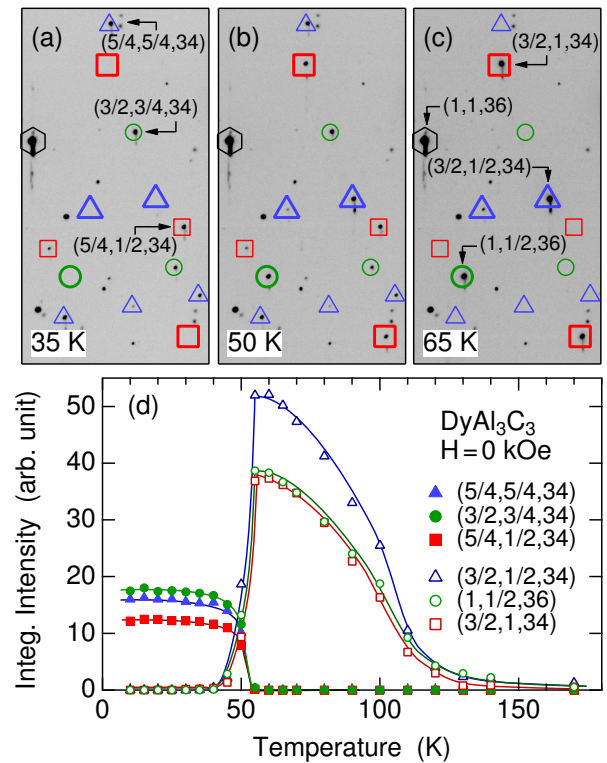 (a)
(5/4,5/4,34)
(3/2,3/4,34)
(5/4,1/2,34)
35 K
(b)
50 K
(c)
(3/2,1,34)
(1,1,36)
(3/2,1/2,34)
(1,1/2,36)
65 K
(d)
DyAl₃C₃
H=0 kOe
(5/4,5/4,34)
(3/2,3/4,34)
(5/4,1/2,34)
(3/2,1/2,34)
(1,1/2,36)
(3/2,1,34)
Integ. Intensity (arb. unit)
50
40
30
20
10
0
0 50 100 150
Temperature (K)